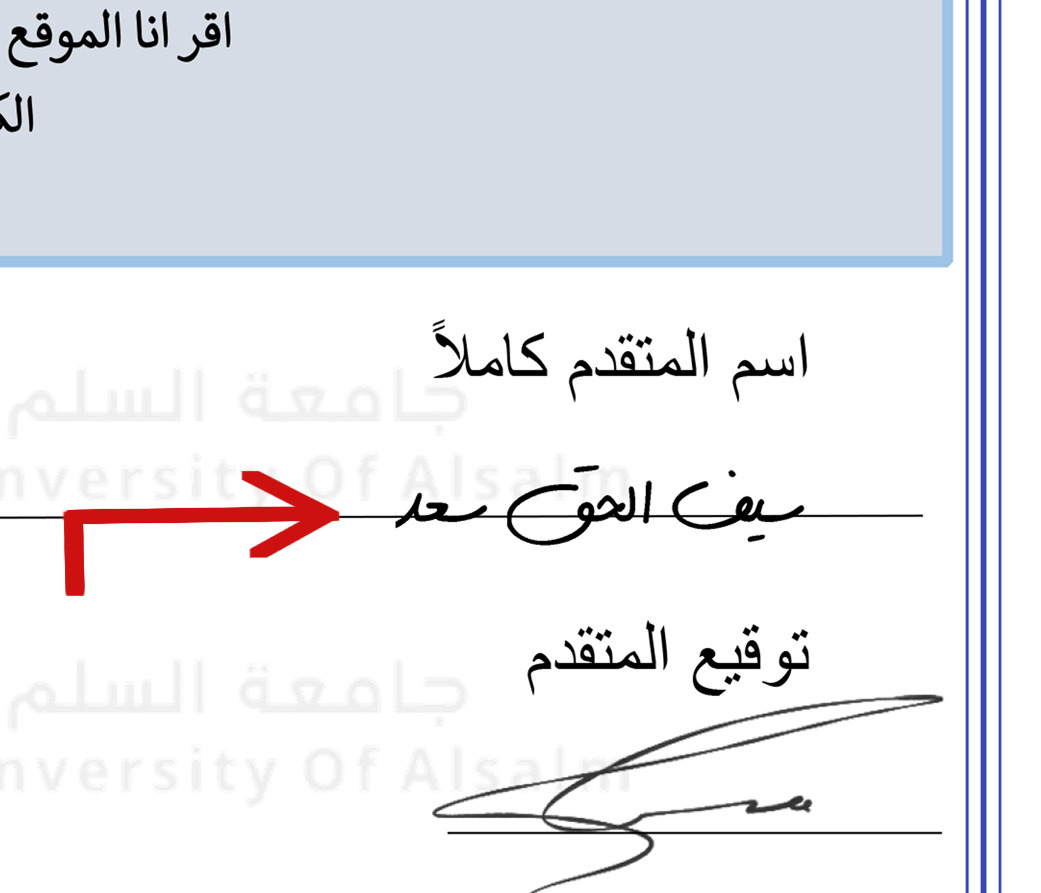 اقر انا الموقع
الك
اسم المتقدم كاملاً
جامعة السلم
nversity Of Alsalm
سيف الحق سعد
توقيع المتقدم
جامعة السلم
nversity Of Alsalm